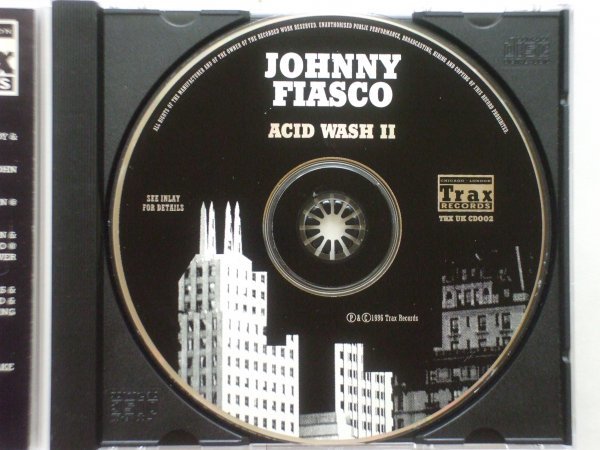 ALL RIGHTS OF THE MANUFACTURER AND OF THE OWNER OF THE RECORDED WORK RESERVED. UNAUTHORISED PUBLIC PERFORMANCE, BROADCASTING, HIRING AND COPYING OF THIS RECORD PROHIBITED.
JOHNNY
FIASCO
ACID WASH II
SEE INLAY
FOR DETAILS
CHICAGO - LONDON
Trax
RECORDS
TRX UK CD002
℗ & ©1996 Trax Records